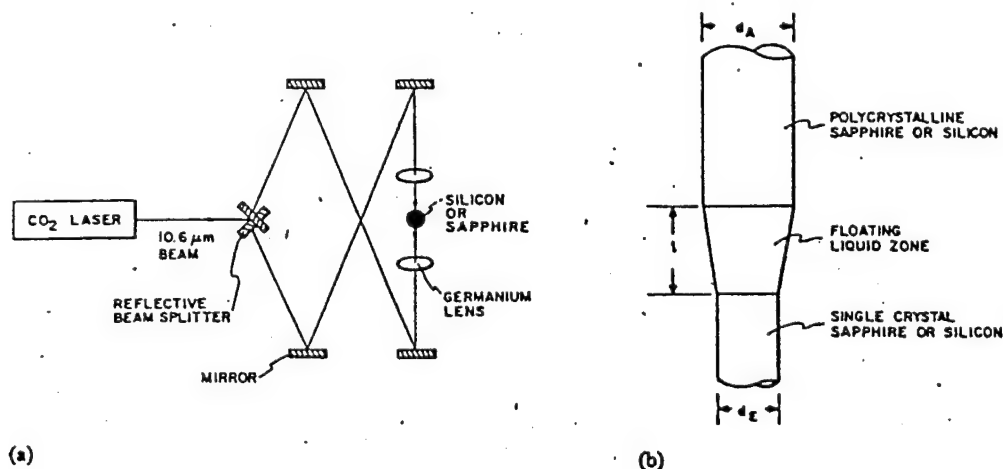 CO2 LASER
10.6 µm
BEAM
REFLECTIVE
BEAM SPLITTER
MIRROR
SILICON
OR
SAPPHIRE
GERMANIUM
LENS
(a)
dA
POLYCRYSTALLINE
SAPPHIRE OR SILICON
FLOATING
LIQUID ZONE
SINGLE CRYSTAL
SAPPHIRE OR SILICON
dE
(b)